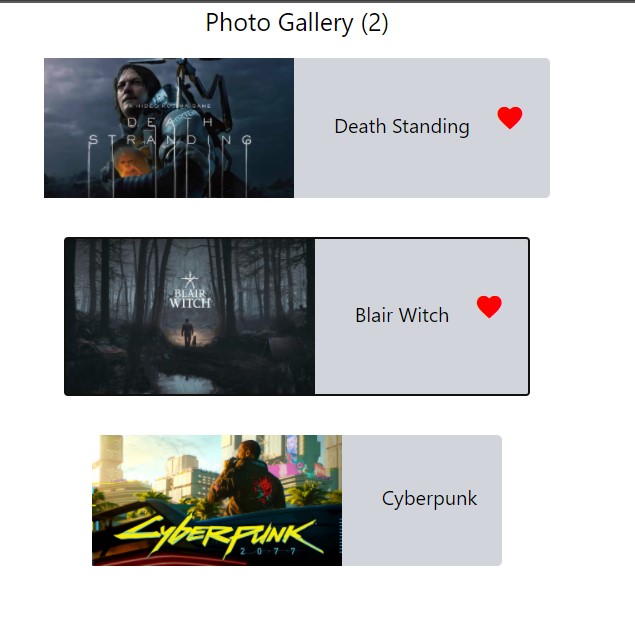 Photo Gallery (2)
A HIDEO KOJIMA GAME
DEATH
STRANDING
Death Standing
BLAIR
WITCH
Blair Witch
Cyberpunk
2077
Cyberpunk